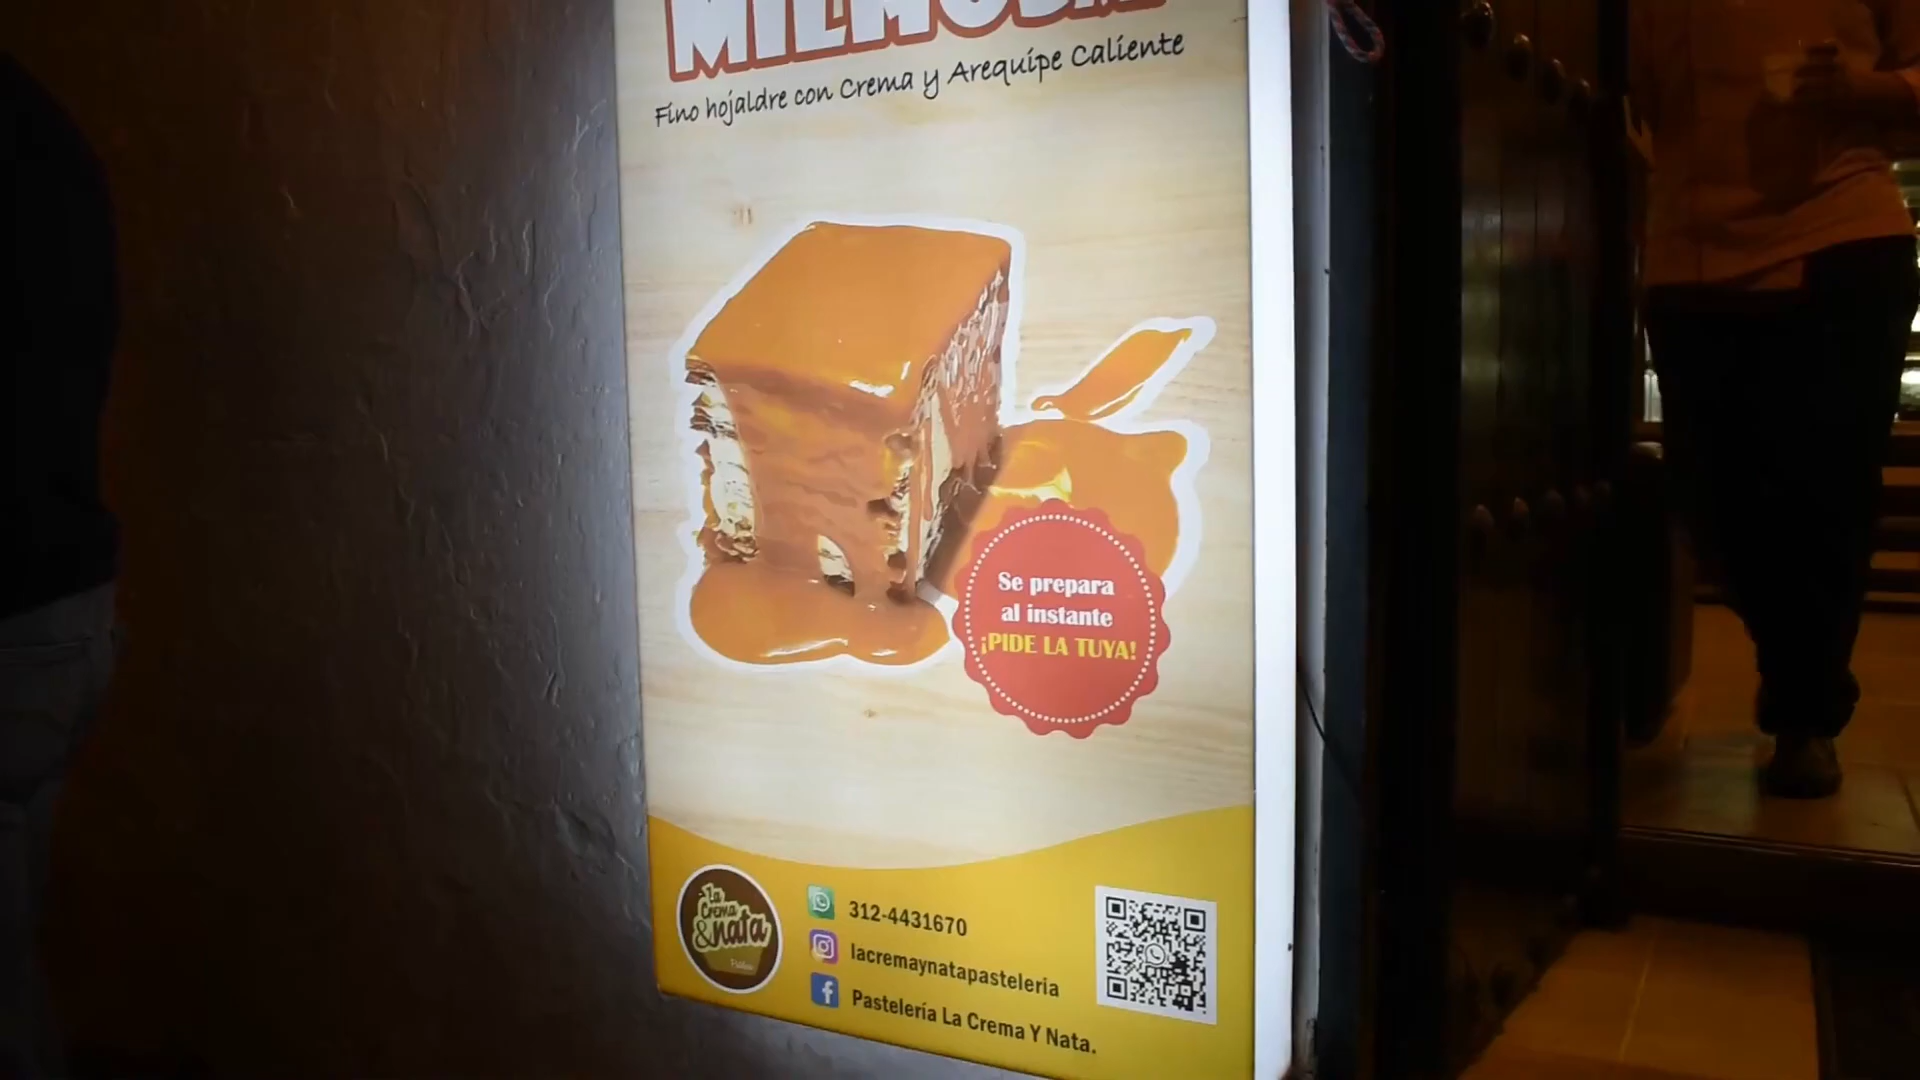 Fino hojaldre con Crema y Arequipe Caliente
Se prepara
al instante
¡PIDE LA TUYA!
La
Crema
&nata
312-4431670
lacremaynatapasteleria
Pastelería La Crema Y Nata.